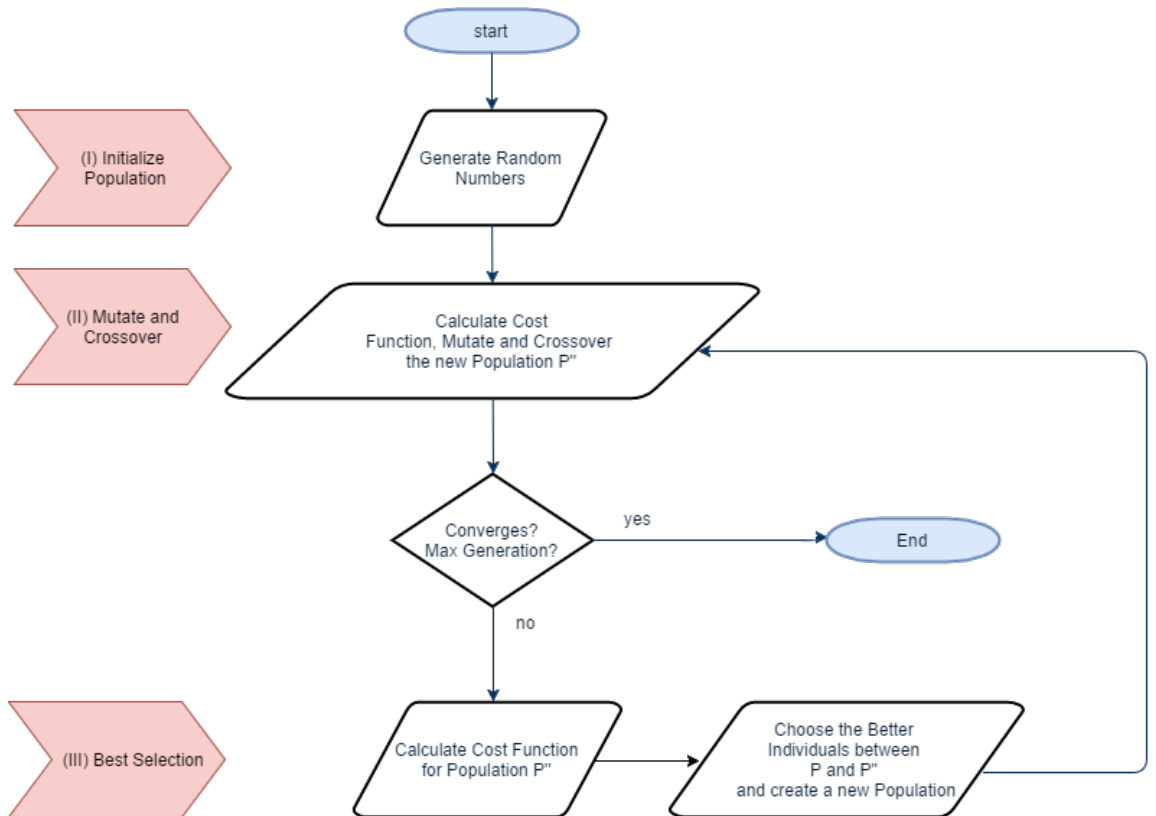 start
(I) Initialize
Population
Generate Random
Numbers
(II) Mutate and
Crossover
Calculate Cost
Function, Mutate and Crossover
the new Population P"
Converges?
Max Generation?
yes
End
no
(III) Best Selection
Calculate Cost Function
for Population P"
Choose the Better
Individuals between
P and P"
and create a new Population